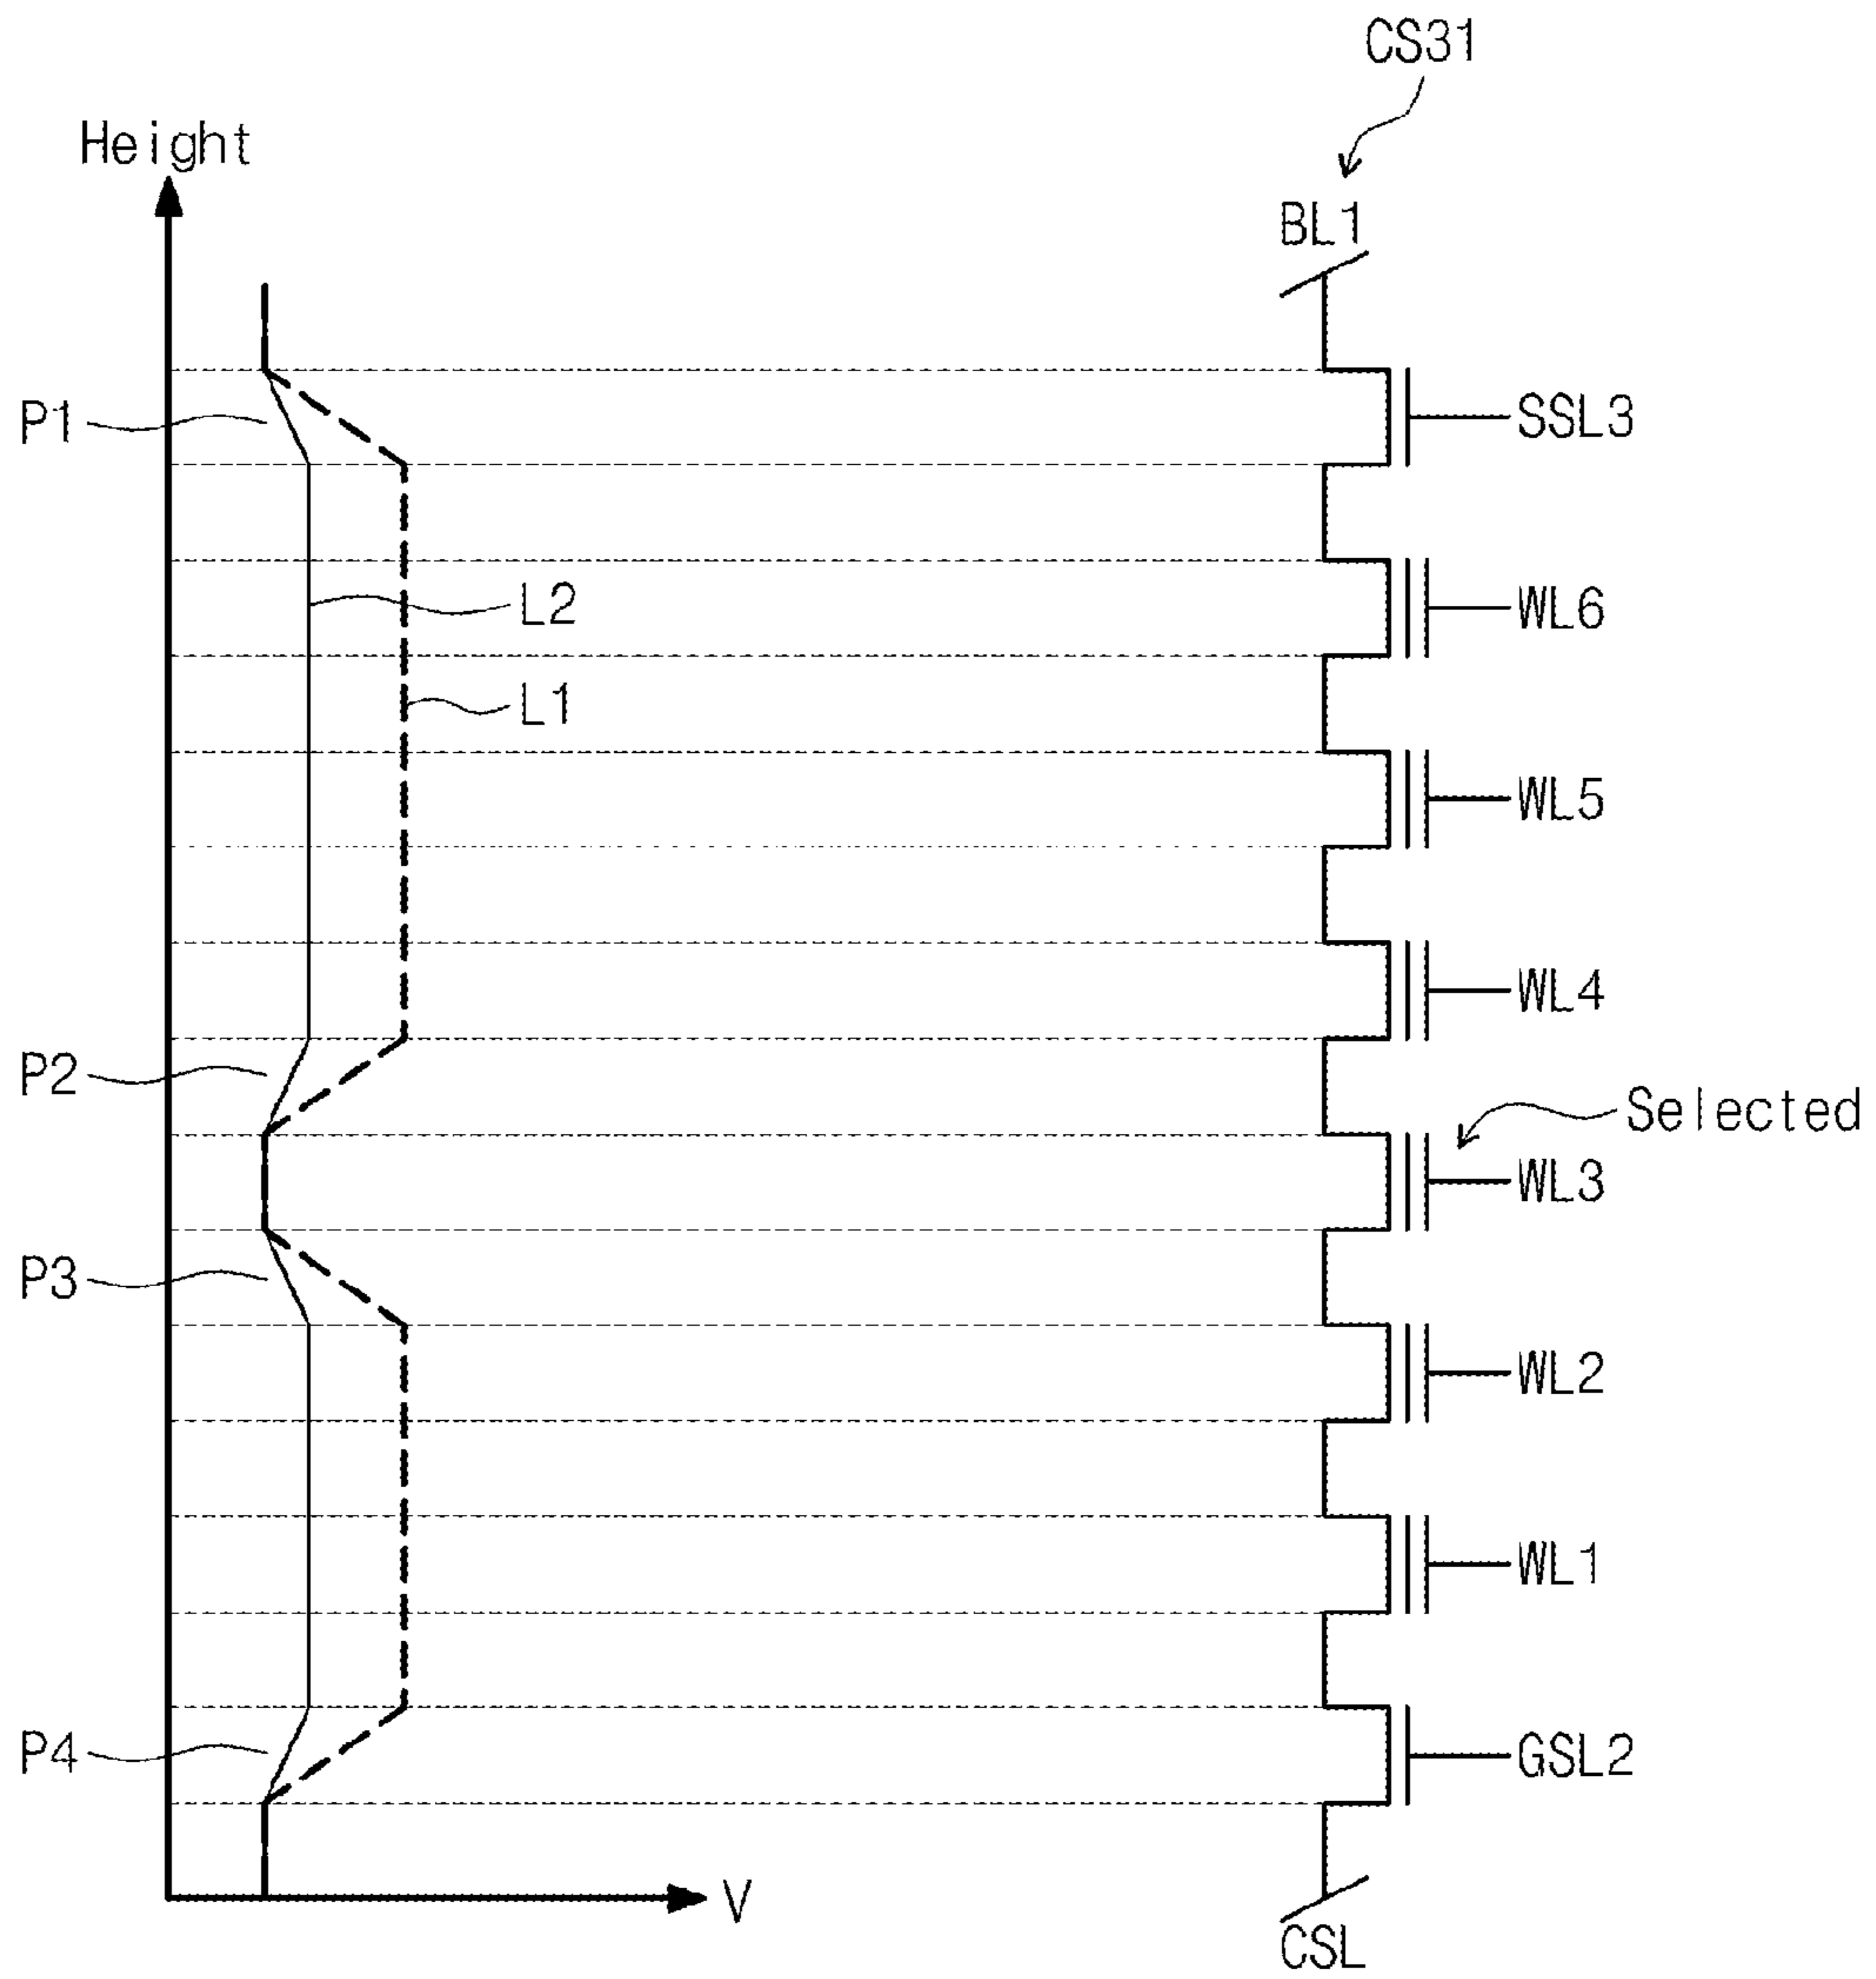 CS31
Height
BL1
P1
SSL3
L2
WL6
L1
WL5
WL4
P2
Selected
WL3
P3
WL2
WL1
P4
GSL2
V
CSL